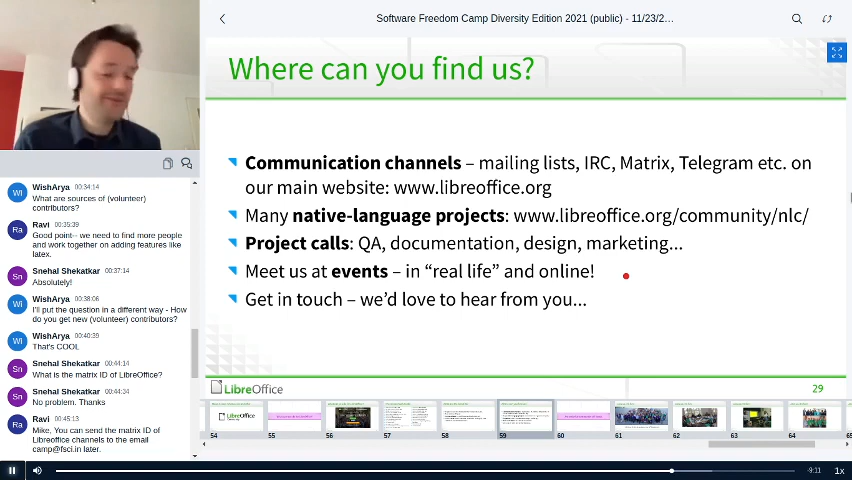 Software Freedom Camp Diversity Edition 2021 (public) - 11/23/2...
Where can you find us?
Communication channels – mailing lists, IRC, Matrix, Telegram etc. on
our main website: www.libreoffice.org
Many native-language projects: www.libreoffice.org/community/nlc/
Project calls: QA, documentation, design, marketing...
Meet us at events – in “real life” and online!
Get in touch – we’d love to hear from you...
LibreOffice
29
Wi
WishArya 00:34:14
What are sources of (volunteer)
contributors?
Ra
Ravi 00:35:39
Good point-- we need to find more people
and work together on adding features like
latex.
Sn
Snehal Shekatkar 00:37:14
Absolutely!
Wi
WishArya 00:38:06
I'll put the question in a different way - How
do you get new (volunteer) contributors?
Wi
WishArya 00:40:39
That's COOL
Sn
Snehal Shekatkar 00:44:14
What is the matrix ID of LibreOffice?
Sn
Snehal Shekatkar 00:44:34
No problem. Thanks
Ra
Ravi 00:45:13
Mike, You can send the matrix ID of
Libreoffice channels to the email
camp@fsci.in later.
LibreOffice
54 55 56 57 58 59 60 61 62 63 64
-9:11 1x